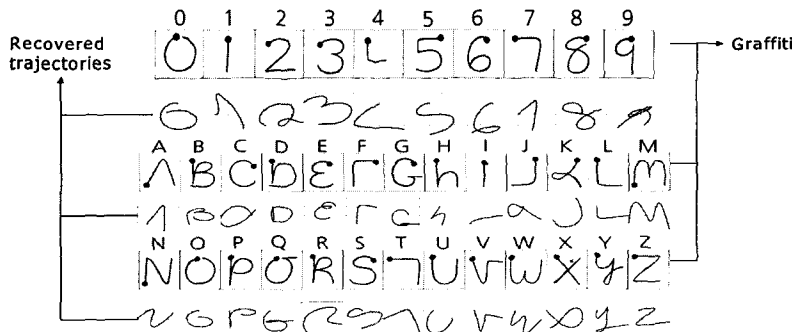 0 1 2 3 4 5 6 7 8 9
Recovered trajectories
Graffiti
A B C D E F G H I J K L M
N O P Q R S T U V W X Y Z